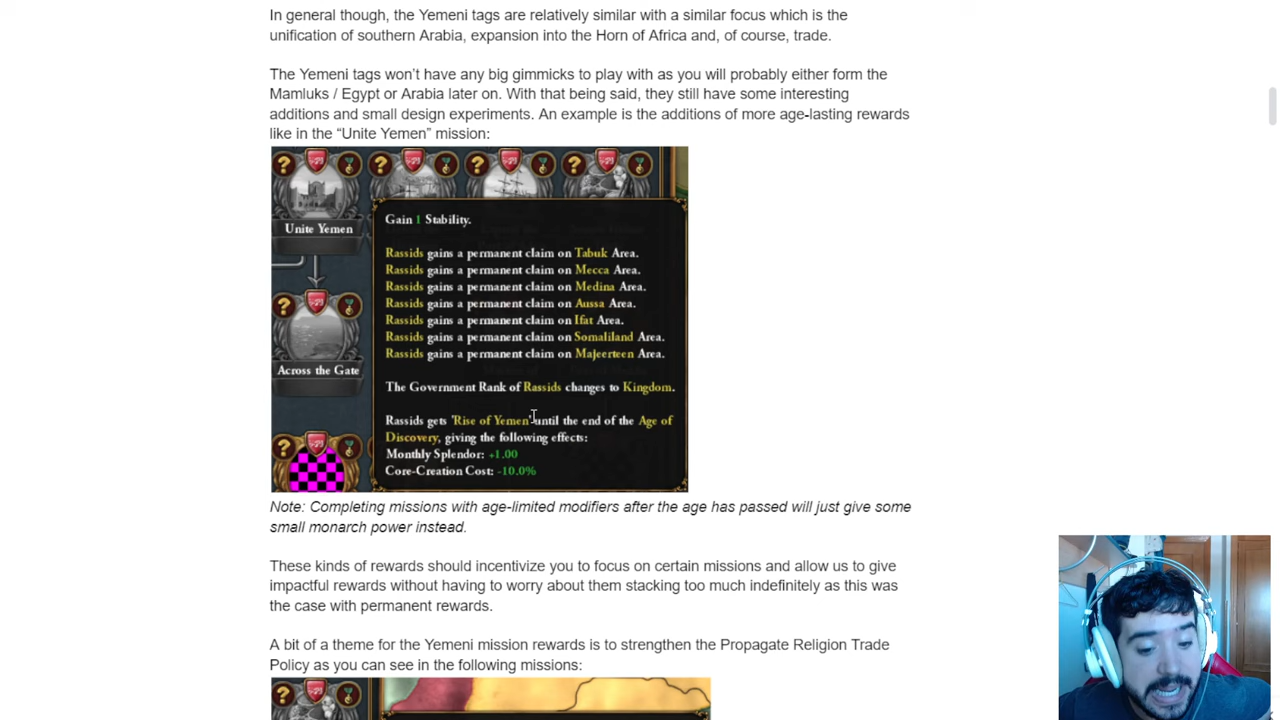 In general though, the Yemeni tags are relatively similar with a similar focus which is the
unification of southern Arabia, expansion into the Horn of Africa and, of course, trade.
The Yemeni tags won't have any big gimmicks to play with as you will probably either form the
Mamluks / Egypt or Arabia later on. With that being said, they still have some interesting
additions and small design experiments. An example is the additions of more age-lasting rewards
like in the “Unite Yemen” mission:
Unite Yemen
Across the Gate
Gain 1 Stability.
Rassids gains a permanent claim on Tabuk Area.
Rassids gains a permanent claim on Mecca Area.
Rassids gains a permanent claim on Medina Area.
Rassids gains a permanent claim on Aussa Area.
Rassids gains a permanent claim on Ifat Area.
Rassids gains a permanent claim on Somaliland Area.
Rassids gains a permanent claim on Majeerteen Area.
The Government Rank of Rassids changes to Kingdom.
Rassids gets 'Rise of Yemen' until the end of the Age of
Discovery, giving the following effects:
Monthly Splendor: +1.00
Core-Creation Cost: -10.0%
Note: Completing missions with age-limited modifiers after the age has passed will just give some
small monarch power instead.
These kinds of rewards should incentivize you to focus on certain missions and allow us to give
impactful rewards without having to worry about them stacking too much indefinitely as this was
the case with permanent rewards.
A bit of a theme for the Yemeni mission rewards is to strengthen the Propagate Religion Trade
Policy as you can see in the following missions: